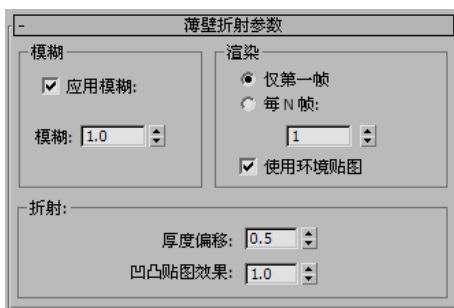 - 薄壁折射参数
模糊
应用模糊:
模糊: 1.0
渲染
仅第一帧
每 N 帧:
1
使用环境贴图
折射:
厚度偏移: 0.5
凹凸贴图效果: 1.0